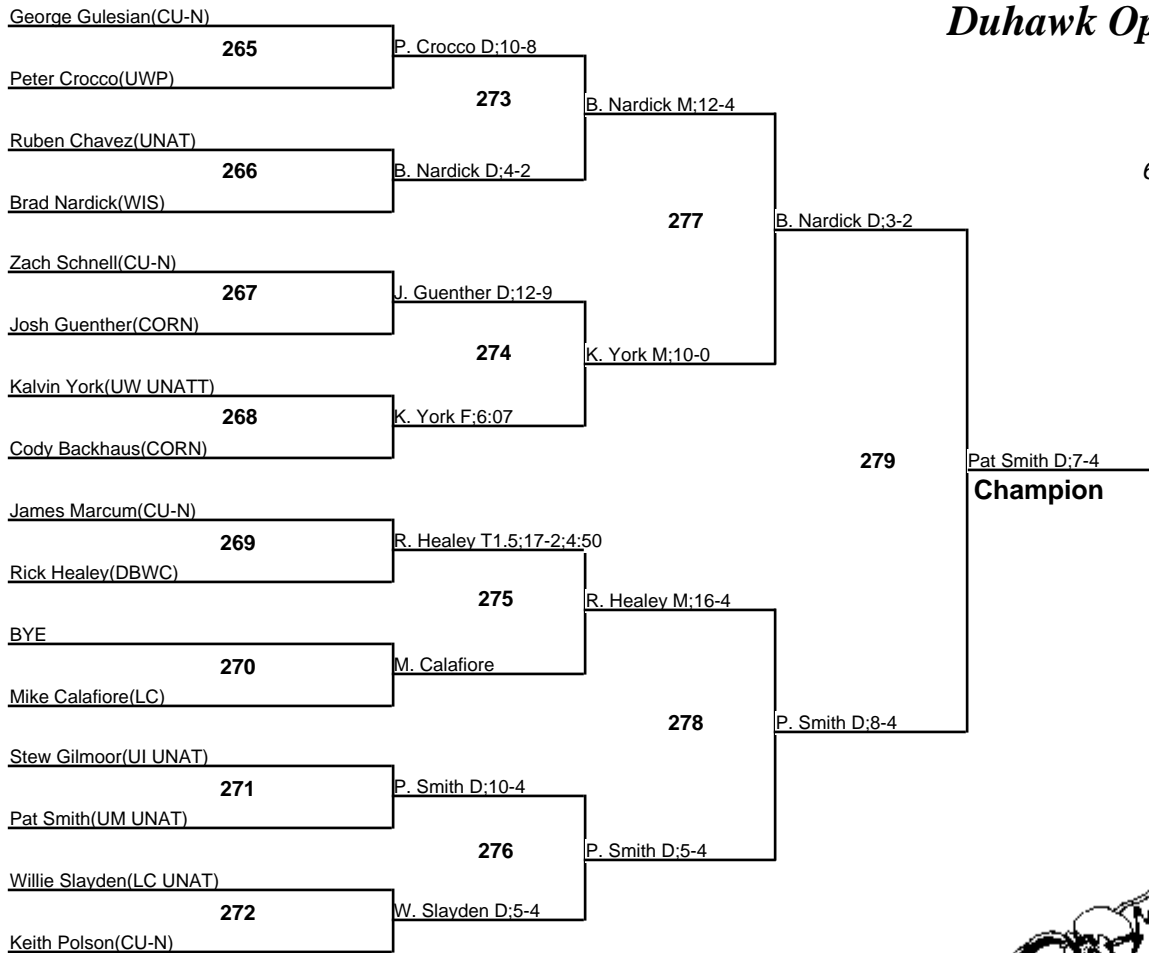 George Gulesian(CU-N)
Duhawk Op
265
P. Crocco D;10-8
Peter Crocco(UWP)
273
B. Nardick M;12-4
Ruben Chavez(UNAT)
266
B. Nardick D;4-2
6
Brad Nardick(WIS)
277
B. Nardick D;3-2
Zach Schnell(CU-N)
267
J. Guenther D;12-9
Josh Guenther(CORN)
274
K. York M;10-0
Kalvin York(UW UNATT)
268
K. York F;6:07
Cody Backhaus(CORN)
279
Pat Smith D;7-4
Champion
James Marcum(CU-N)
269
R. Healey T1.5;17-2;4:50
Rick Healey(DBWC)
275
R. Healey M;16-4
BYE
270
M. Calafiore
Mike Calafiore(LC)
278
P. Smith D;8-4
Stew Gilmoor(UI UNAT)
271
P. Smith D;10-4
Pat Smith(UM UNAT)
276
P. Smith D;5-4
Willie Slayden(LC UNAT)
272
W. Slayden D;5-4
Keith Polson(CU-N)